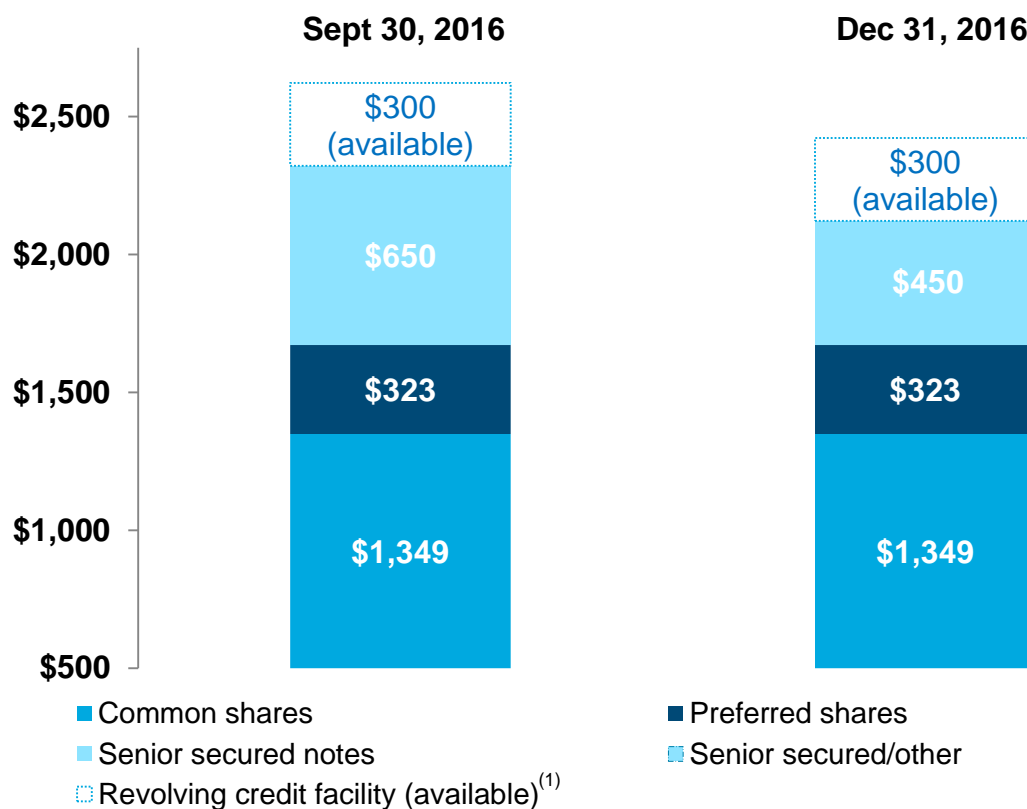 Sept 30, 2016
Dec 31, 2016
$2,500
$2,000
$1,500
$1,000
$500
$300
(available)
$650
$323
$1,349
$300
(available)
$450
$323
$1,349
Common shares
Preferred shares
Senior secured notes
Senior secured/other
Revolving credit facility (available)(1)